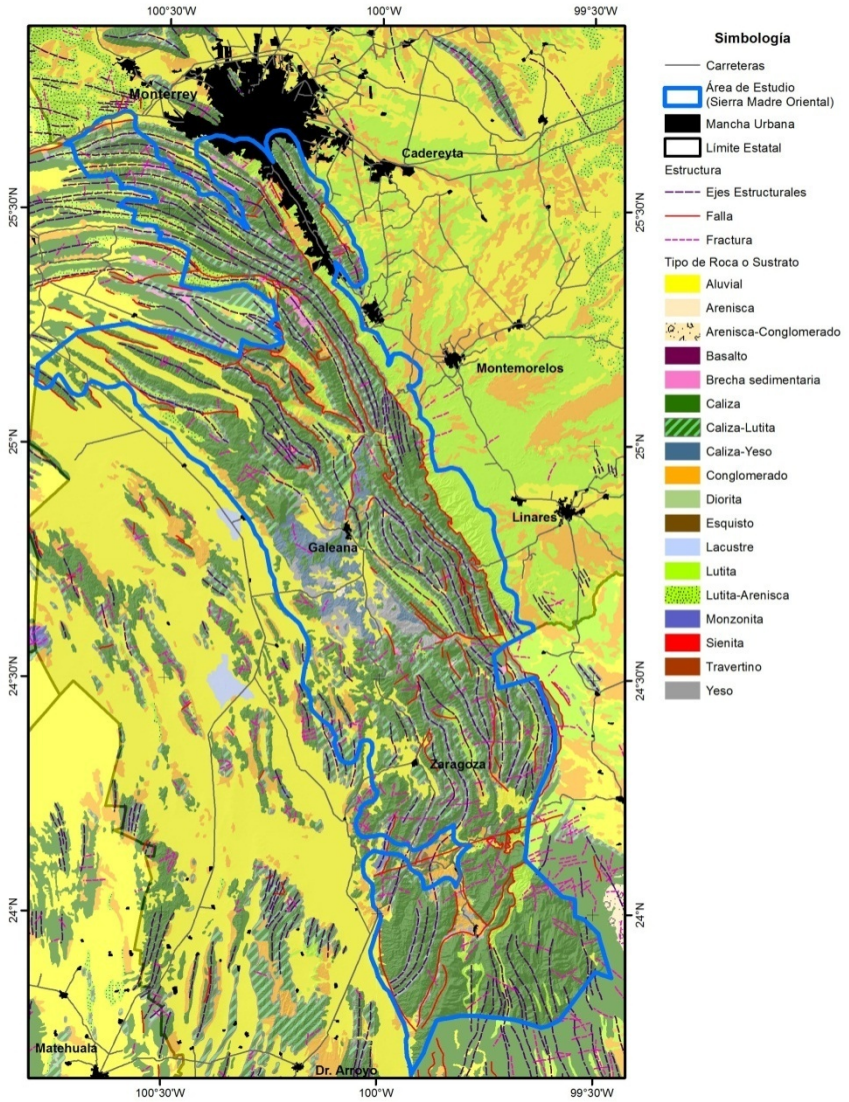 100°30'W 100°W 99°30'W
Simbología
Carreteras
Área de Estudio
(Sierra Madre Oriental)
Mancha Urbana
Límite Estatal
Estructura
Ejes Estructurales
Falla
Fractura
Tipo de Roca o Sustrato
Aluvial
Arenisca
Arenisca-Conglomerado
Basalto
Brecha sedimentaria
Caliza
Caliza-Lutita
Caliza-Yeso
Conglomerado
Diorita
Esquisto
Lacustre
Lutita
Lutita-Arenisca
Monzonita
Sienita
Travertino
Yeso
Monterrey
Cadereyta
25°30'N 25°30'N
Montemorelos
25°N 25°N
Linares
Galeana
24°30'N 24°30'N
Zaragoza
24°N 24°N
Matehuala
Dr. Arroyo
100°30'W 100°W 99°30'W